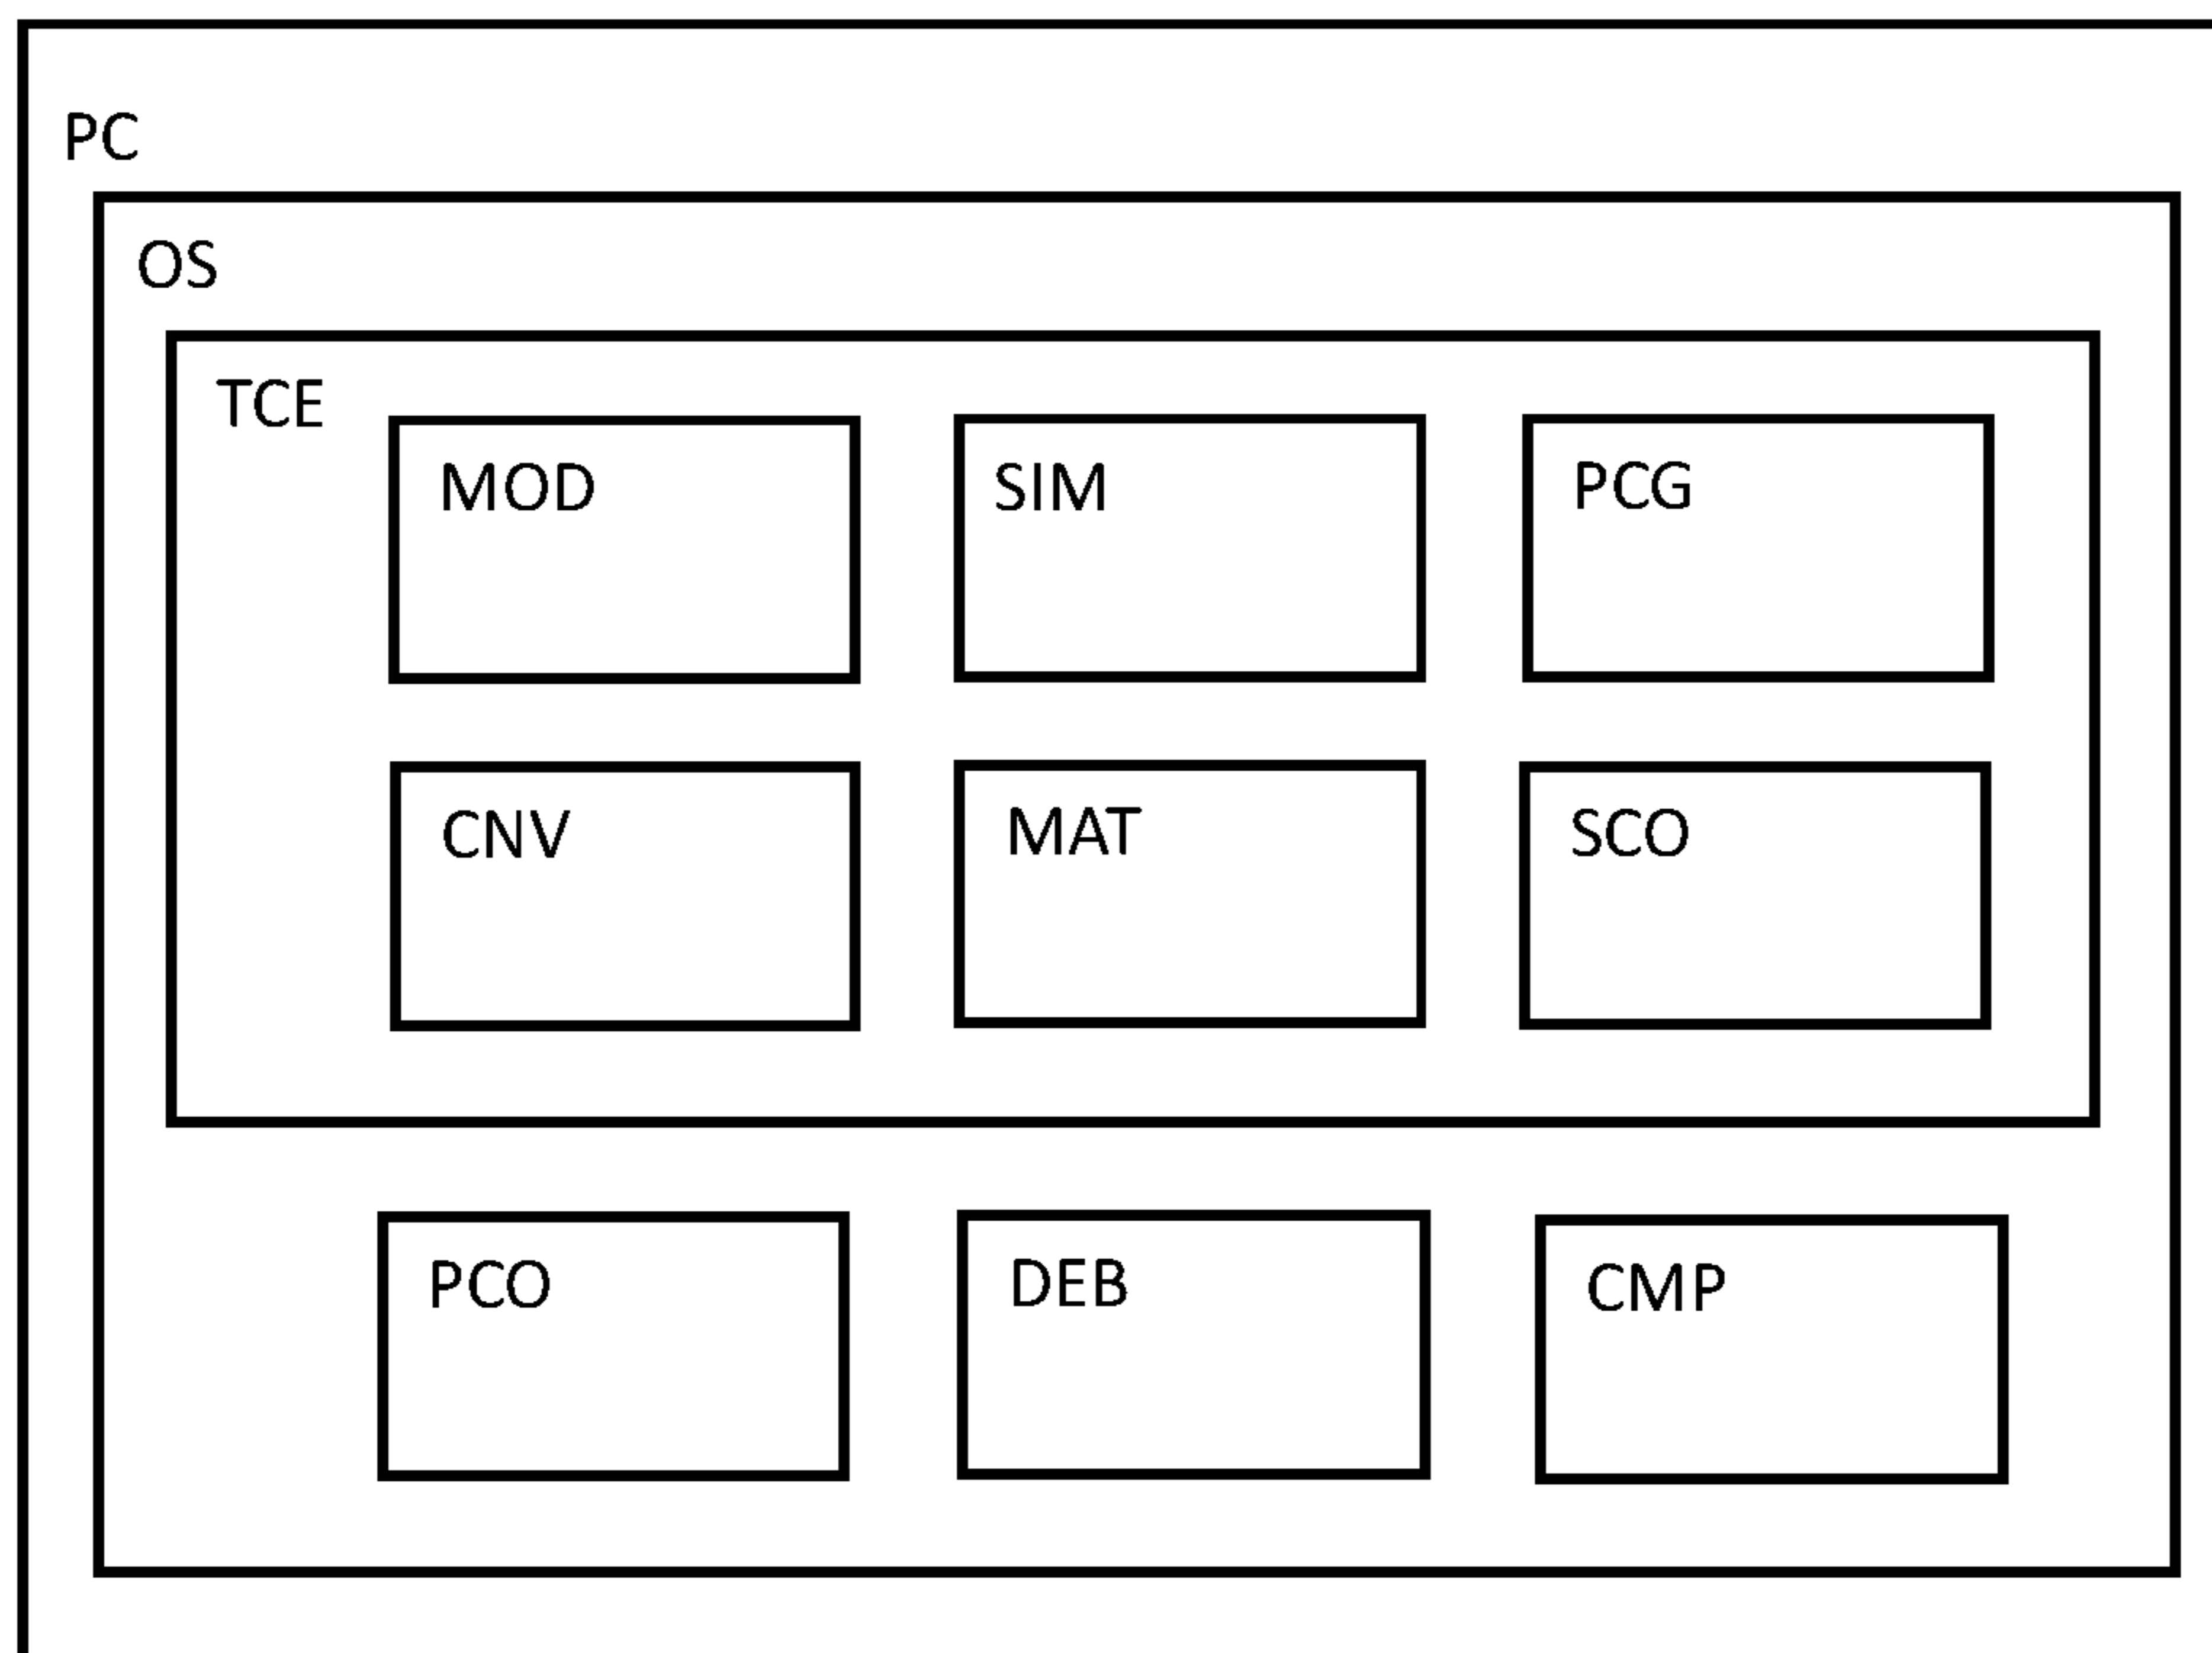 PC
OS
TCE
MOD
SIM
PCG
CNV
MAT
SCO
PCO
DEB
CMP